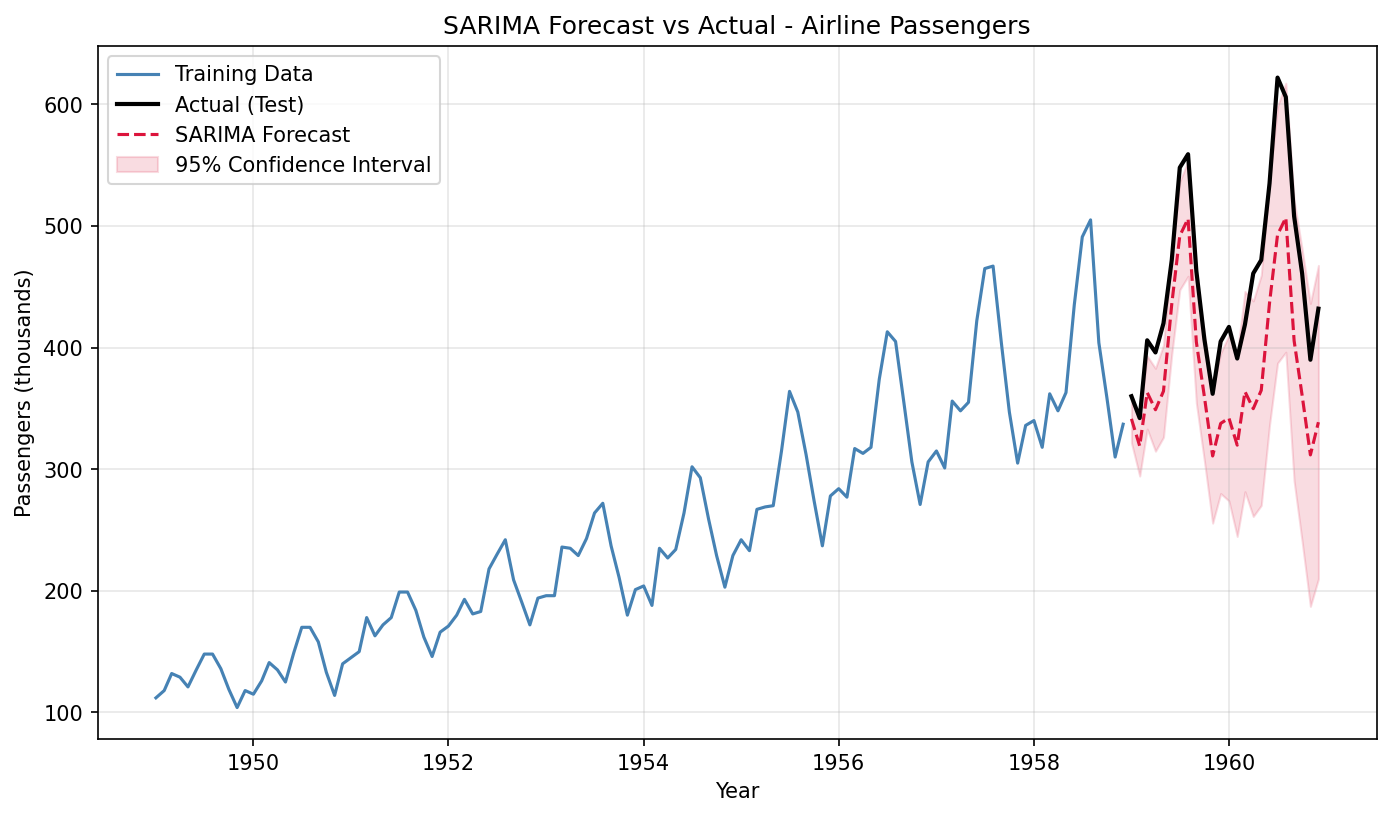 SARIMA Forecast vs Actual - Airline Passengers
Training Data
Actual (Test)
SARIMA Forecast
95% Confidence Interval
600
500
400
300
200
100
Passengers (thousands)
1950 1952 1954 1956 1958 1960
Year